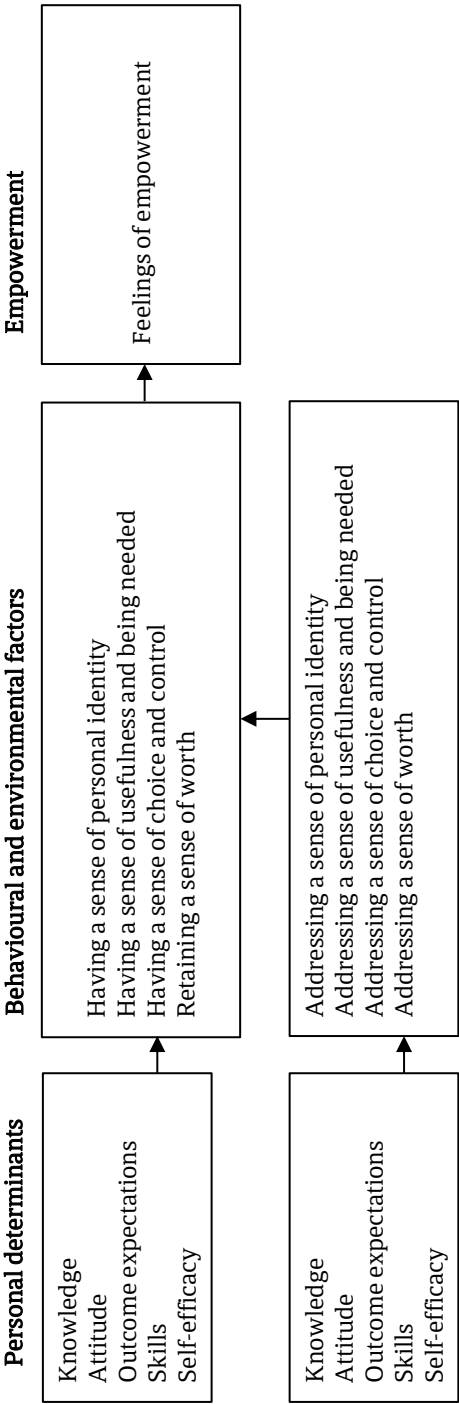 Personal determinants
Behavioural and environmental factors
Empowerment
Knowledge
Attitude
Outcome expectations
Skills
Self-efficacy
Having a sense of personal identity
Having a sense of usefulness and being needed
Having a sense of choice and control
Retaining a sense of worth
Feelings of empowerment
Knowledge
Attitude
Outcome expectations
Skills
Self-efficacy
Addressing a sense of personal identity
Addressing a sense of usefulness and being needed
Addressing a sense of choice and control
Addressing a sense of worth